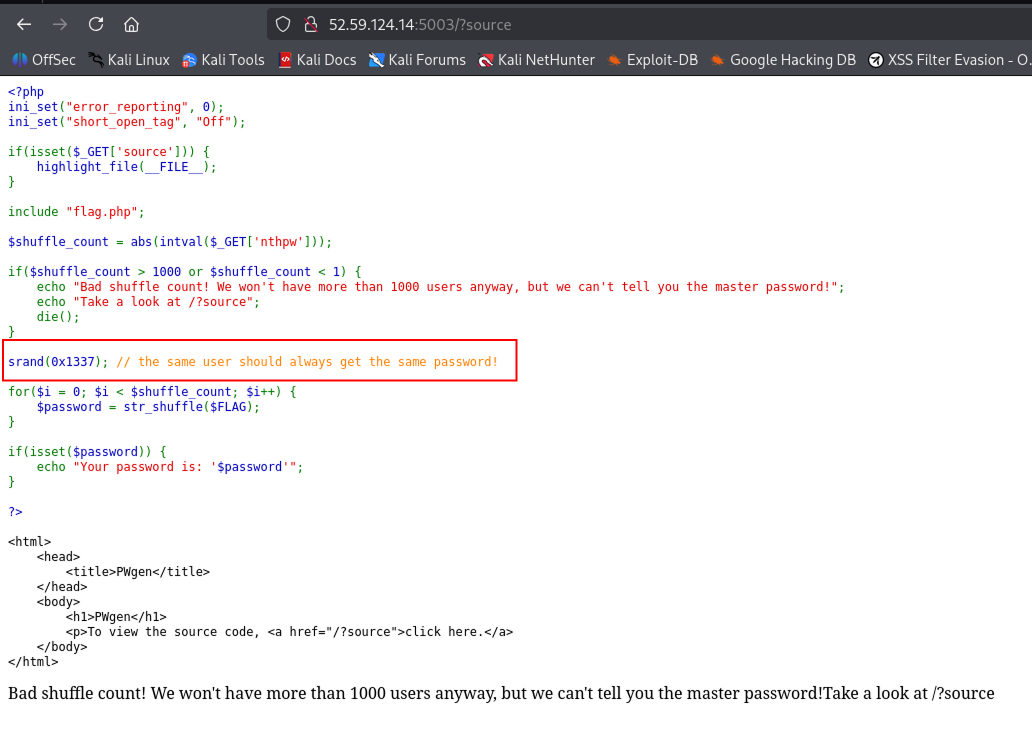 52.59.124.14:5003/?source
OffSec Kali Linux Kali Tools Kali Docs Kali Forums Kali NetHunter Exploit-DB Google Hacking DB XSS Filter Evasion - O
<?php
ini_set("error_reporting", 0);
ini_set("short_open_tag", "Off");
if(isset($_GET['source'])) {
    highlight_file(__FILE__);
}
include "flag.php";
$shuffle_count = abs(intval($_GET['nthpw']));
if($shuffle_count > 1000 or $shuffle_count < 1) {
    echo "Bad shuffle count! We won't have more than 1000 users anyway, but we can't tell you the master password!";
    echo "Take a look at /?source";
    die();
}
srand(0x1337); // the same user should always get the same password!
for($i = 0; $i < $shuffle_count; $i++) {
    $password = str_shuffle($FLAG);
}
if(isset($password)) {
    echo "Your password is: '$password'";
}
?>
<html>
    <head>
        <title>PWgen</title>
    </head>
    <body>
        <h1>PWgen</h1>
        <p>To view the source code, <a href="/?source">click here.</a>
    </body>
</html>
Bad shuffle count! We won't have more than 1000 users anyway, but we can't tell you the master password!Take a look at /?source